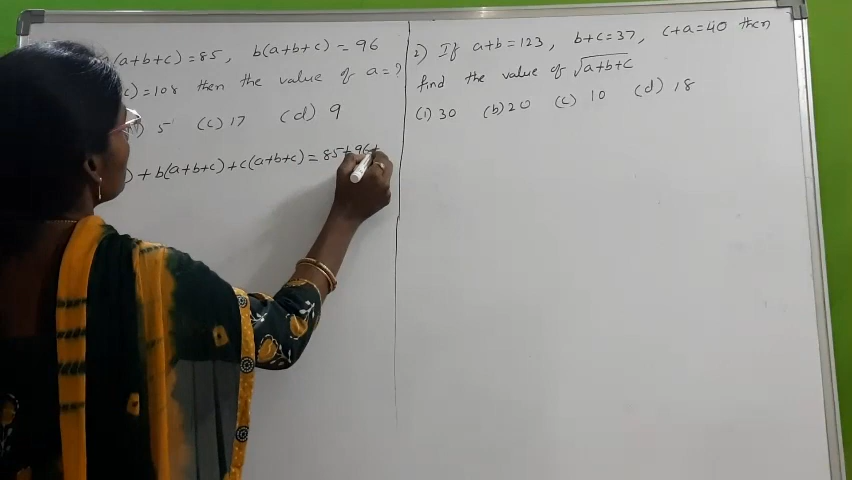 (a+b+c) = 85, b(a+b+c) = 96
c) = 108 then the value of a = ?
5 (c) 17 (d) 9
) + b(a+b+c) + c(a+b+c) = 85 + 96 +
2) If a+b = 123, b+c = 37, c+a = 40 then
find the value of √a+b+c
(1) 30 (b) 20 (c) 10 (d) 18